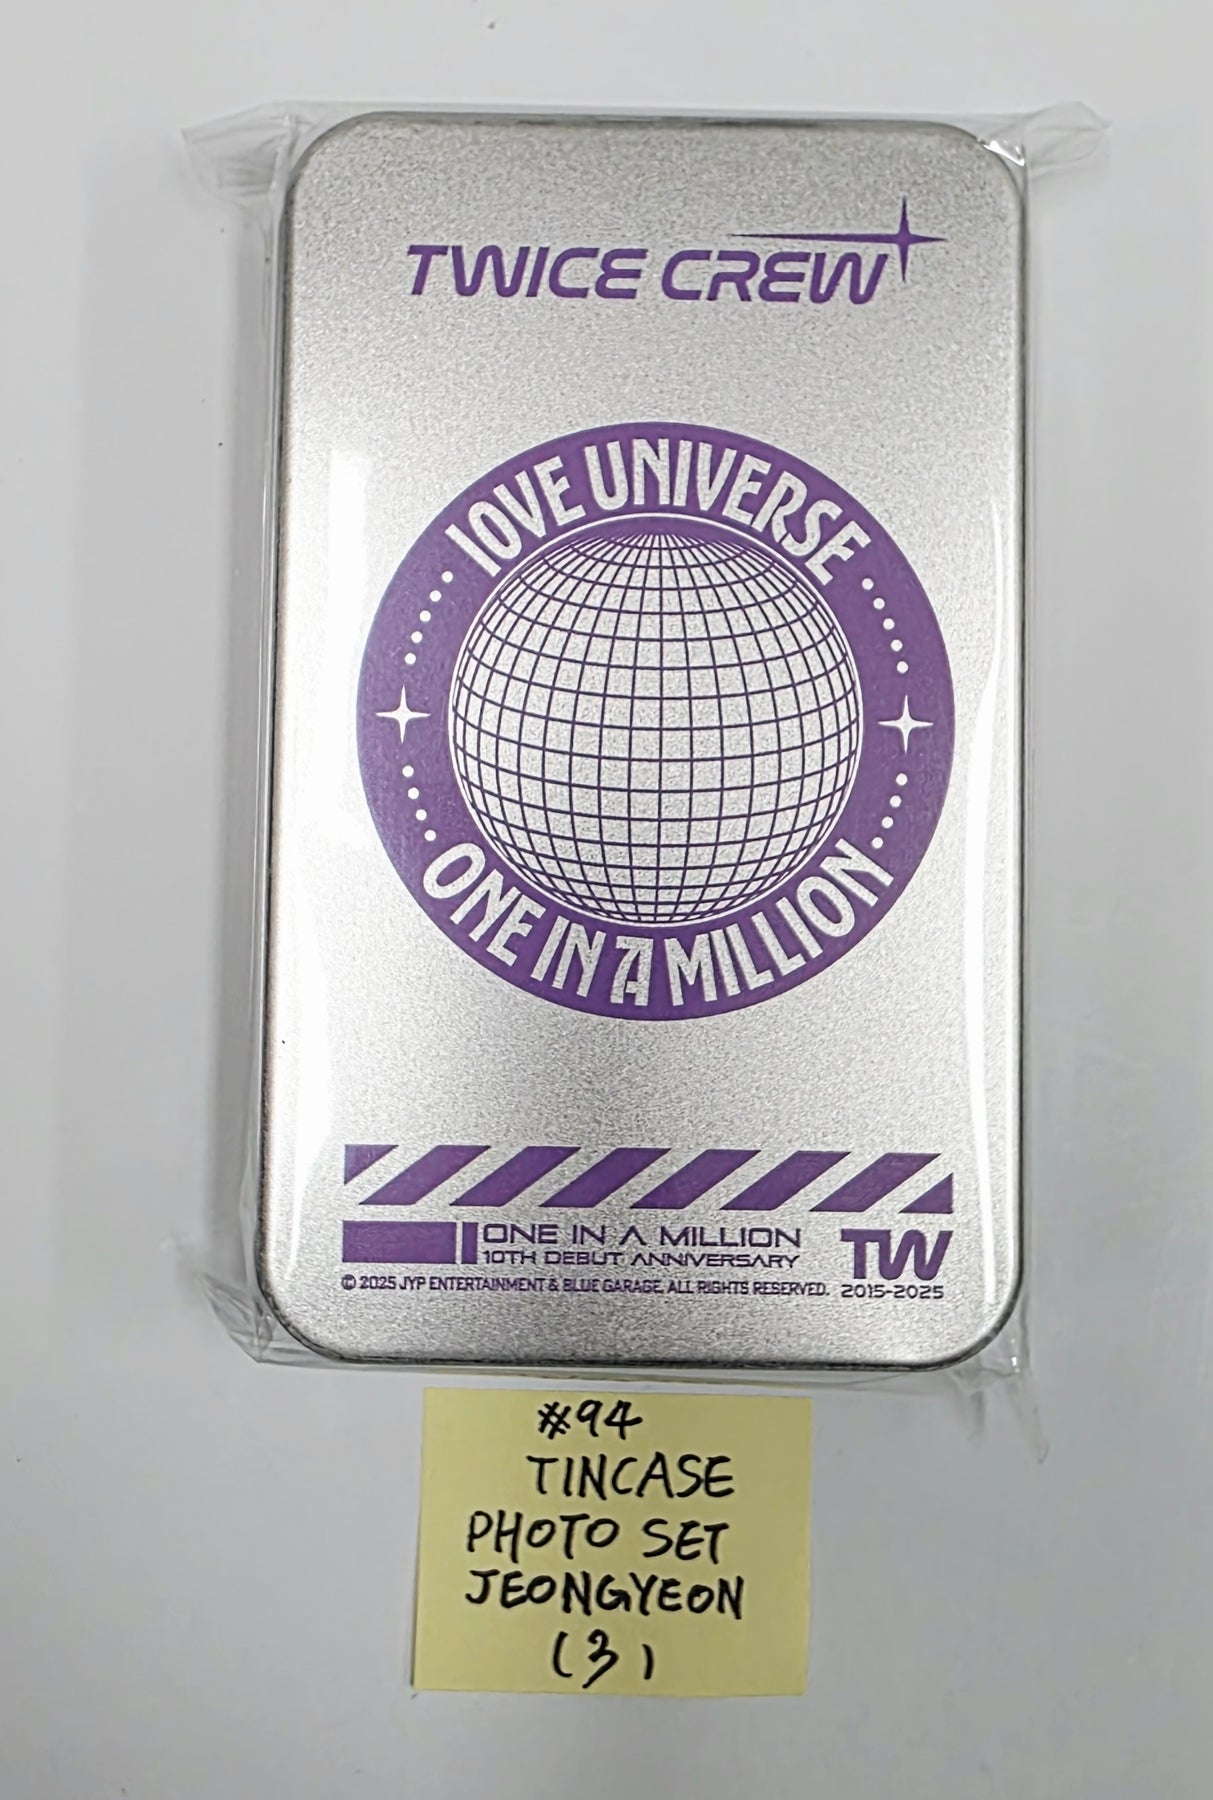 TWICE CREW
10VE UNIVERSE
ONE IN A MILLION
ONE IN A MILLION
10TH DEBUT ANNIVERSARY
© 2025 JYP ENTERTAINMENT & BLUE GARAGE. ALL RIGHTS RESERVED.
TW
2015-2025
#94
TINCASE
PHOTO SET
JEONGYEON
(3)